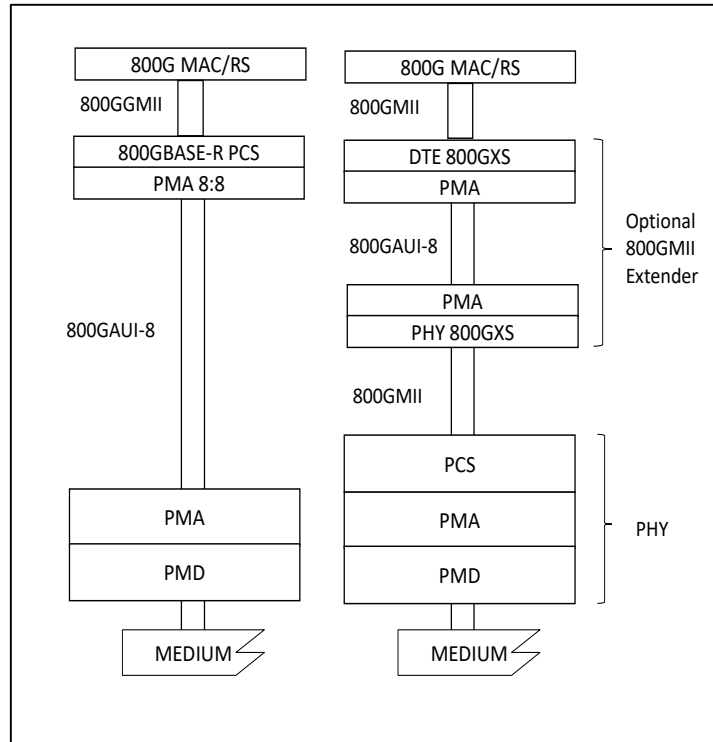 800G MAC/RS
800GGMII
800GBASE-R PCS
PMA 8:8
800GAUI-8
PMA
PMD
MEDIUM
800G MAC/RS
800GMII
DTE 800GXS
PMA
800GAUI-8
PMA
PHY 800GXS
800GMII
PCS
PMA
PMD
MEDIUM
Optional
800GMII
Extender
PHY